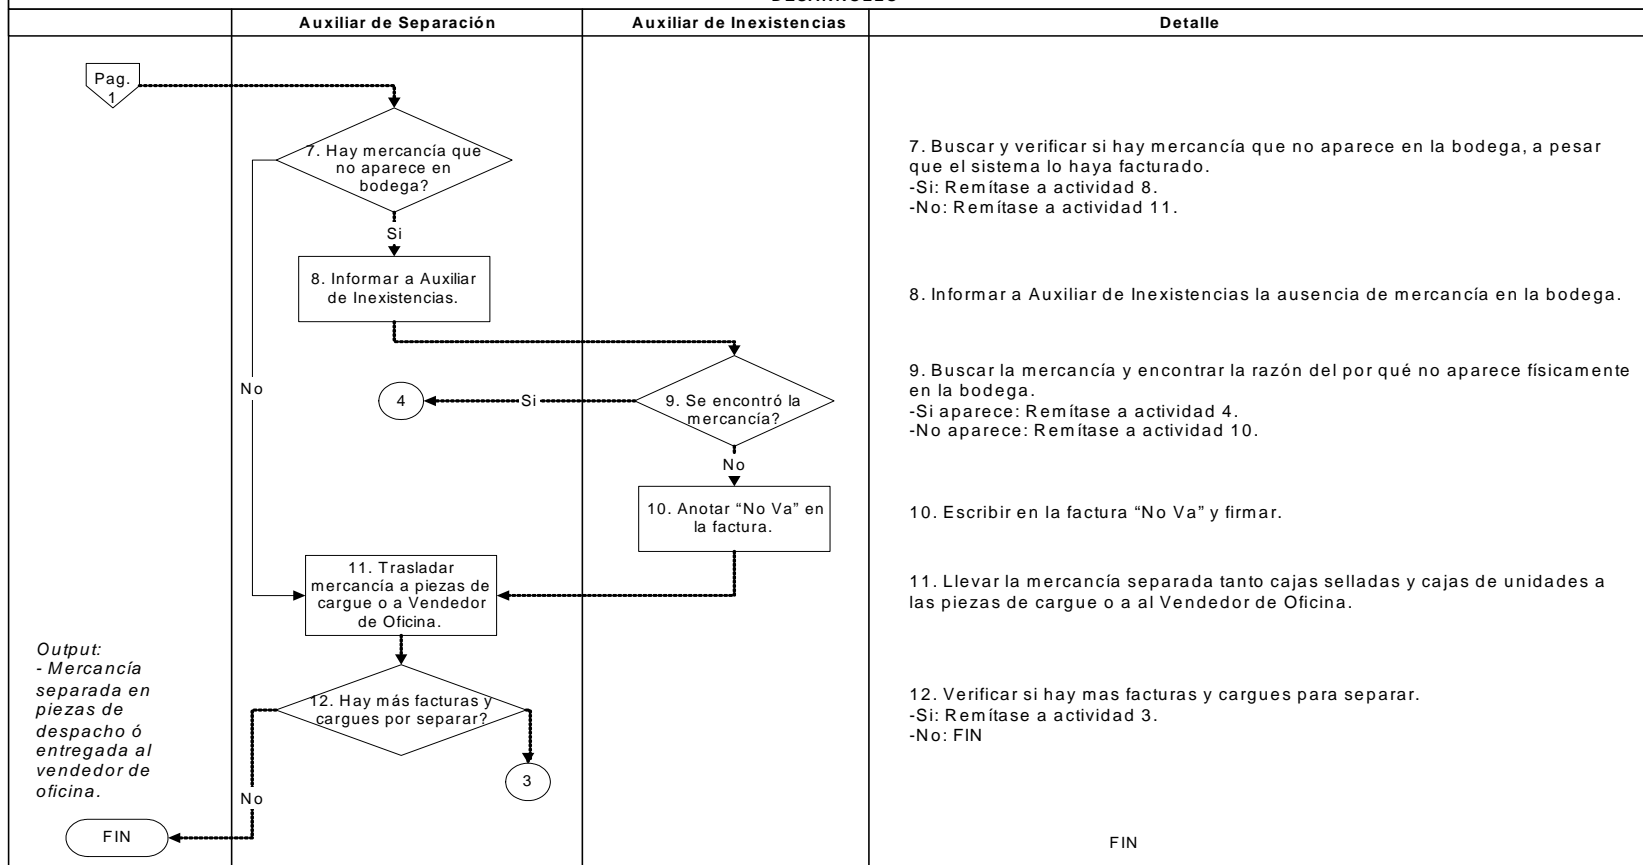 DESARROLLO
Auxiliar de Separación
Auxiliar de Inexistencias
Detalle
Pag.
1
7. Hay mercancía que
no aparece en
bodega?
Si
8. Informar a Auxiliar
de Inexistencias.
No
4
Si
9. Se encontró la
mercancía?
No
10. Anotar “No Va” en
la factura.
11. Trasladar
mercancía a piezas de
cargue o a Vendedor
de Oficina.
12. Hay más facturas y
cargues por separar?
3
No
Output:
- Mercancía
separada en
piezas de
despacho ó
entregada al
vendedor de
oficina.
FIN
7. Buscar y verificar si hay mercancía que no aparece en la bodega, a pesar
que el sistema lo haya facturado.
-Si: Remítase a actividad 8.
-No: Remítase a actividad 11.
8. Informar a Auxiliar de Inexistencias la ausencia de mercancía en la bodega.
9. Buscar la mercancía y encontrar la razón del por qué no aparece físicamente
en la bodega.
-Si aparece: Remítase a actividad 4.
-No aparece: Remítase a actividad 10.
10. Escribir en la factura “No Va” y firmar.
11. Llevar la mercancía separada tanto cajas selladas y cajas de unidades a
las piezas de cargue o a al Vendedor de Oficina.
12. Verificar si hay mas facturas y cargues para separar.
-Si: Remítase a actividad 3.
-No: FIN
FIN